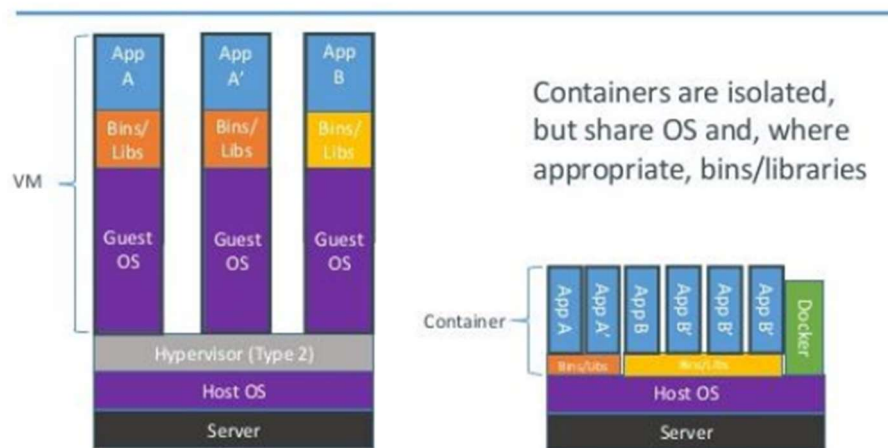 App
A
App
A'
App
B
Bins/
Libs
Bins/
Libs
Bins/
Libs
VM
Guest
OS
Guest
OS
Guest
OS
Hypervisor (Type 2)
Host OS
Server
Containers are isolated,
but share OS and, where
appropriate, bins/libraries
Container
App A
App A'
App B
App B'
App B'
App B'
Docker
Bins/Libs
Bins/Libs
Host OS
Server